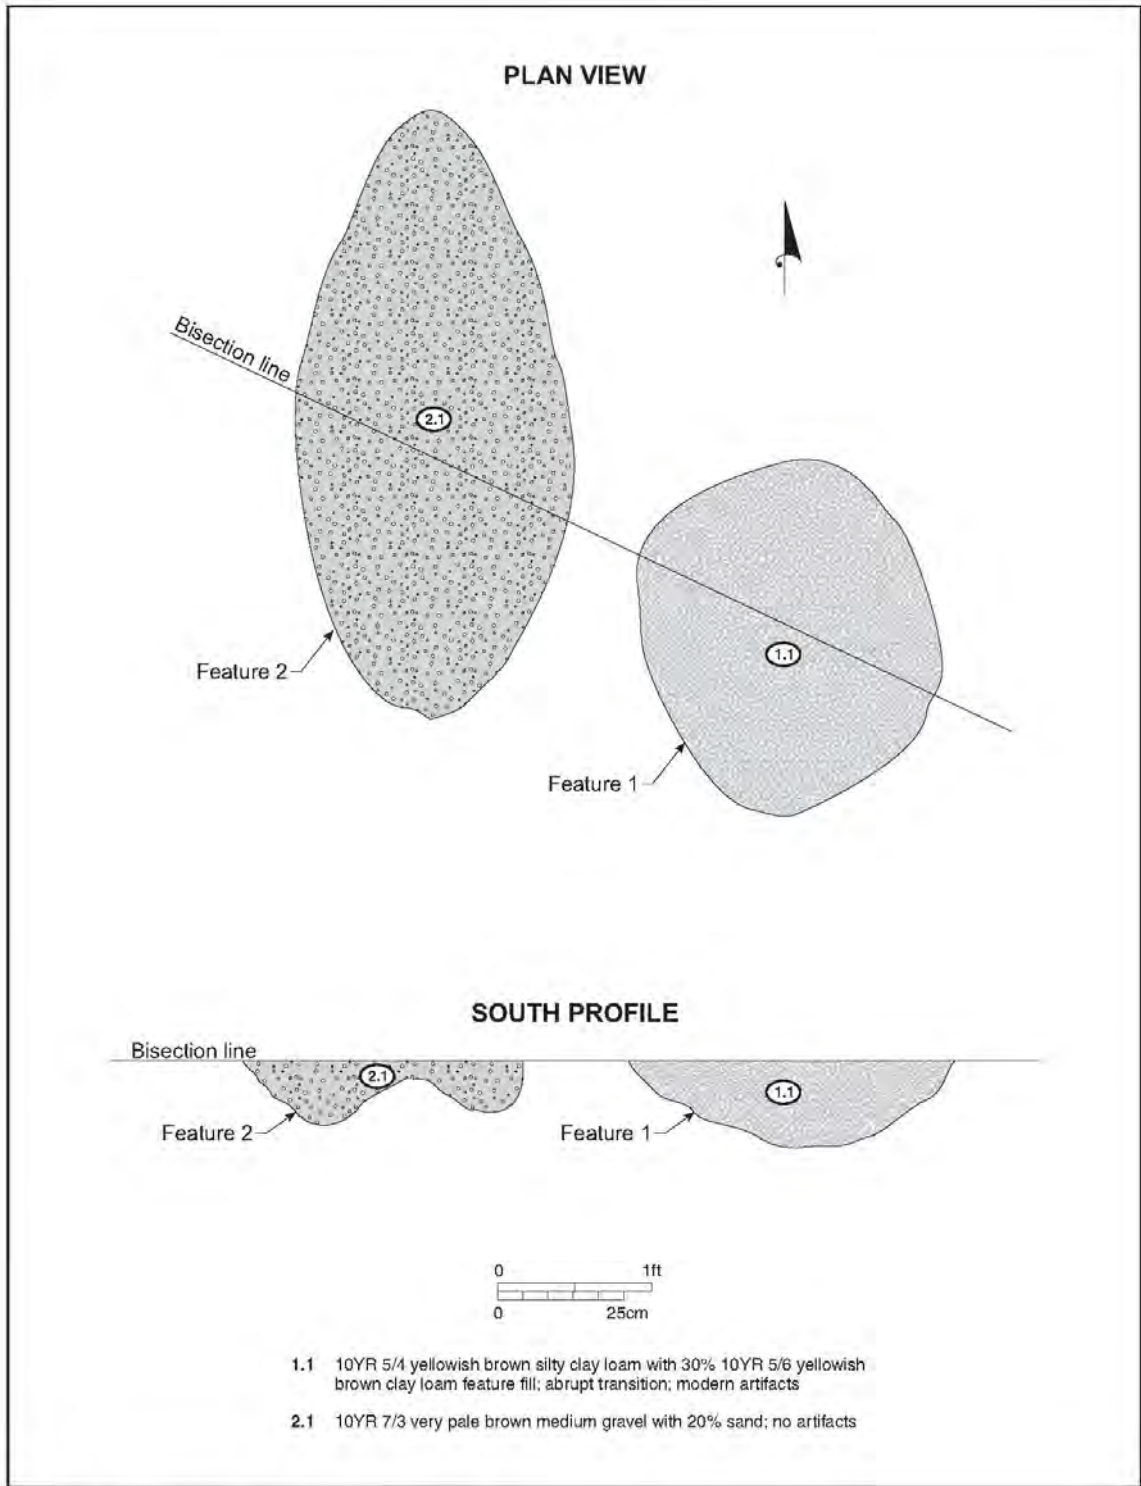 PLAN VIEW
Bisection line
2.1
1.1
Feature 2
Feature 1
SOUTH PROFILE
Bisection line
2.1
1.1
Feature 2
Feature 1
0 1ft
0 25cm
1.1 10YR 5/4 yellowish brown silty clay loam with 30% 10YR 5/6 yellowish
brown clay loam feature fill; abrupt transition; modern artifacts
2.1 10YR 7/3 very pale brown medium gravel with 20% sand; no artifacts